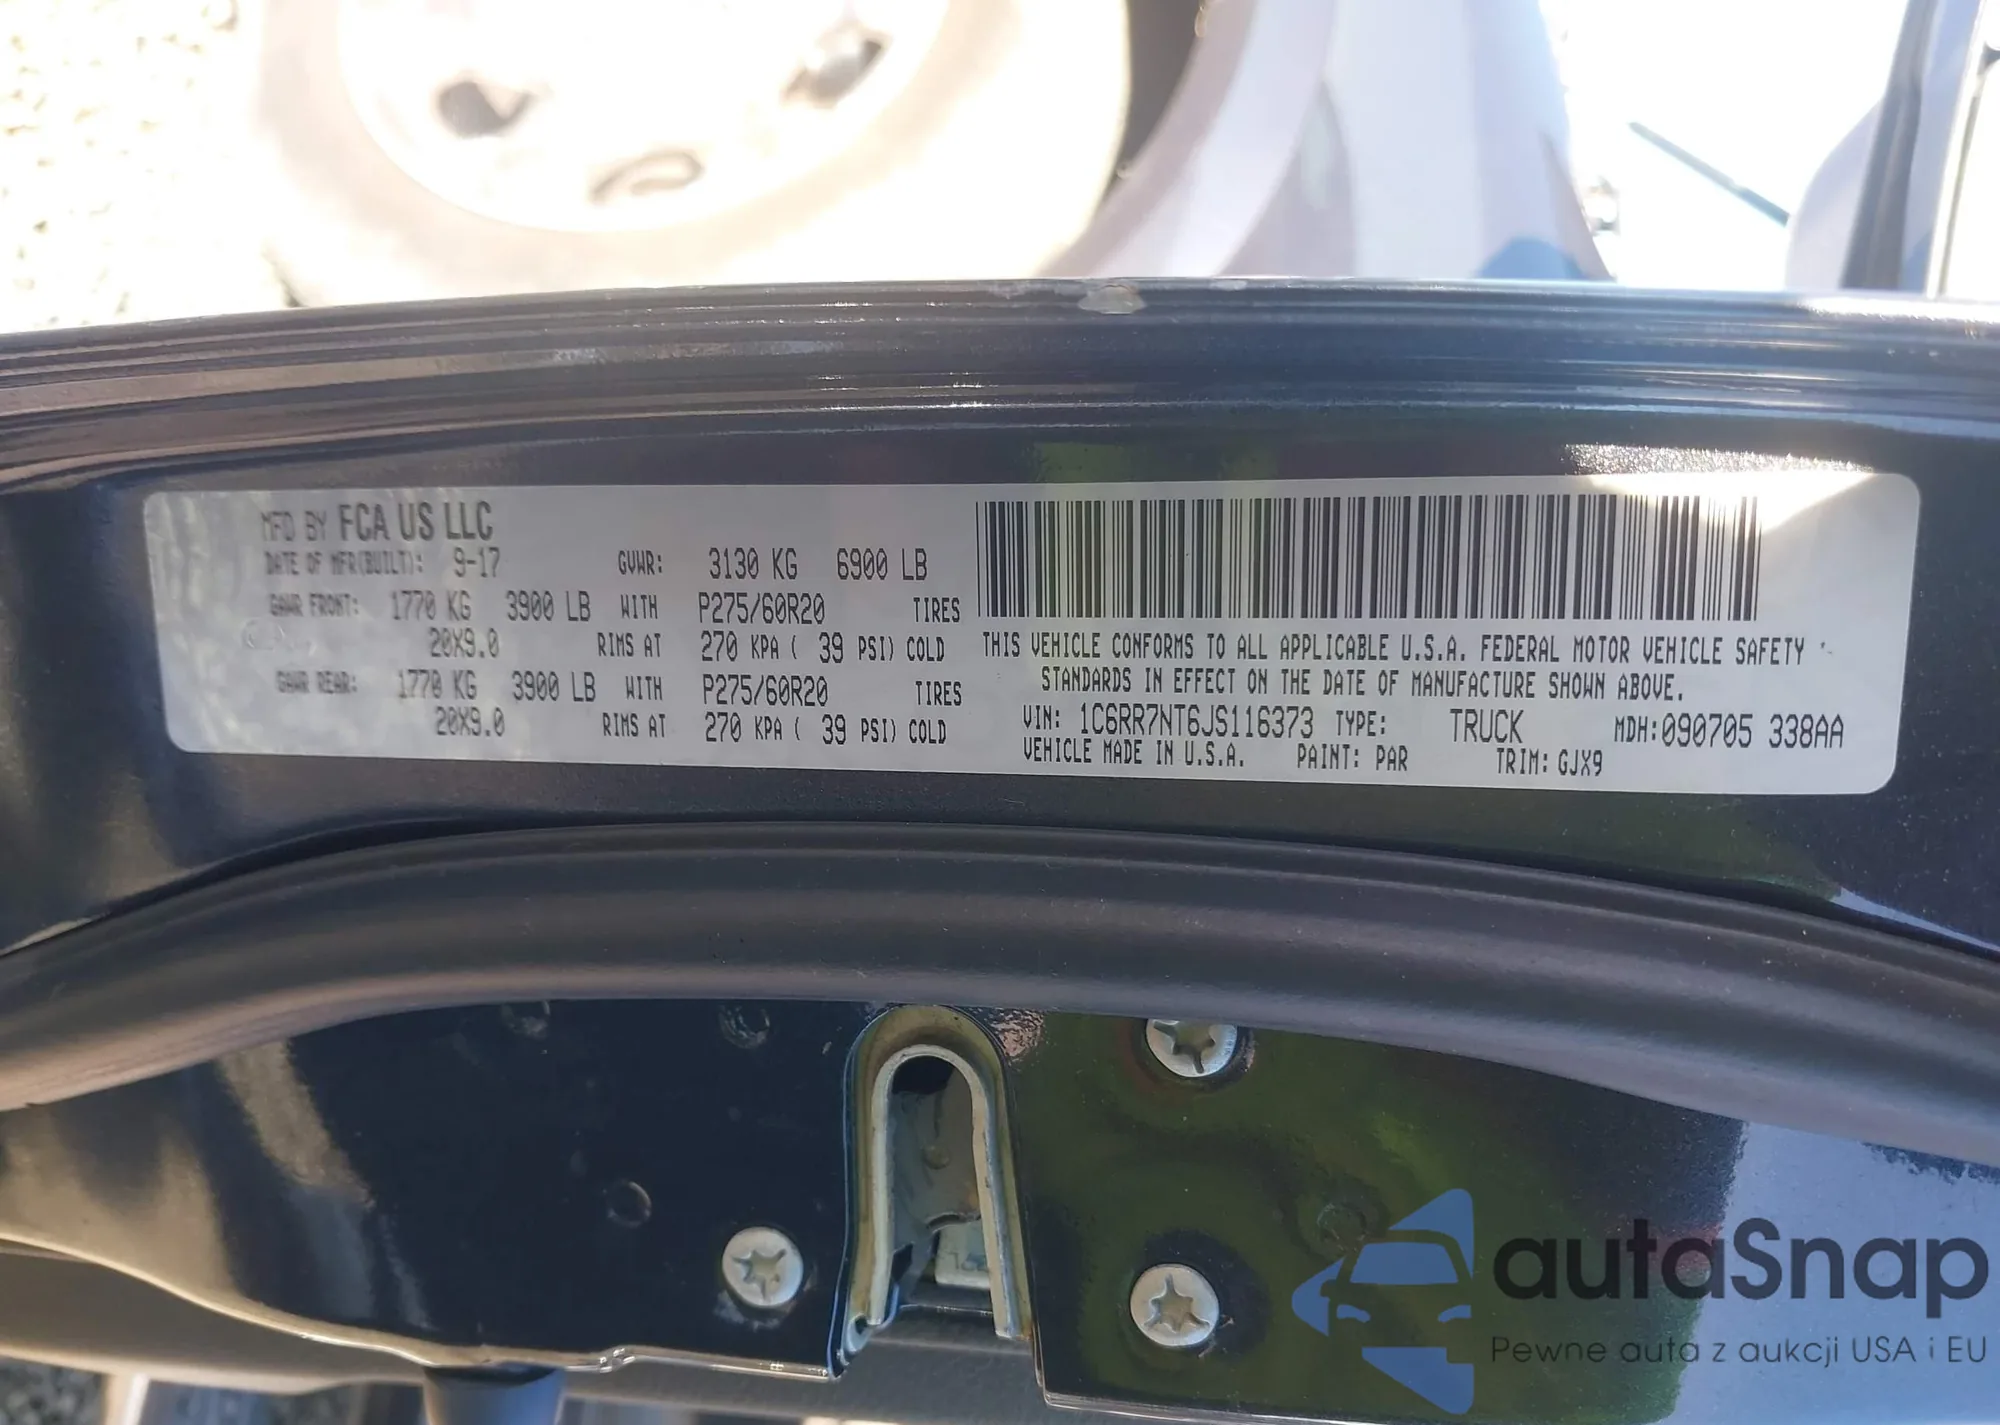 MFD BY FCA US LLC
DATE OF MFR(BUILT): 9-17 GVWR: 3130 KG 6900 LB
GAWR FRONT: 1770 KG 3900 LB WITH P275/60R20 TIRES
20X9.0 RIMS AT 270 KPA ( 39 PSI) COLD
GAWR REAR: 1770 KG 3900 LB WITH P275/60R20 TIRES
20X9.0 RIMS AT 270 KPA ( 39 PSI) COLD
THIS VEHICLE CONFORMS TO ALL APPLICABLE U.S.A. FEDERAL MOTOR VEHICLE SAFETY
STANDARDS IN EFFECT ON THE DATE OF MANUFACTURE SHOWN ABOVE.
VIN: 1C6RR7NT6JS116373 TYPE: TRUCK MDH:090705 338AA
VEHICLE MADE IN U.S.A. PAINT: PAR TRIM: GJX9
autaSnap
Pewne auta z aukcji USA i EU